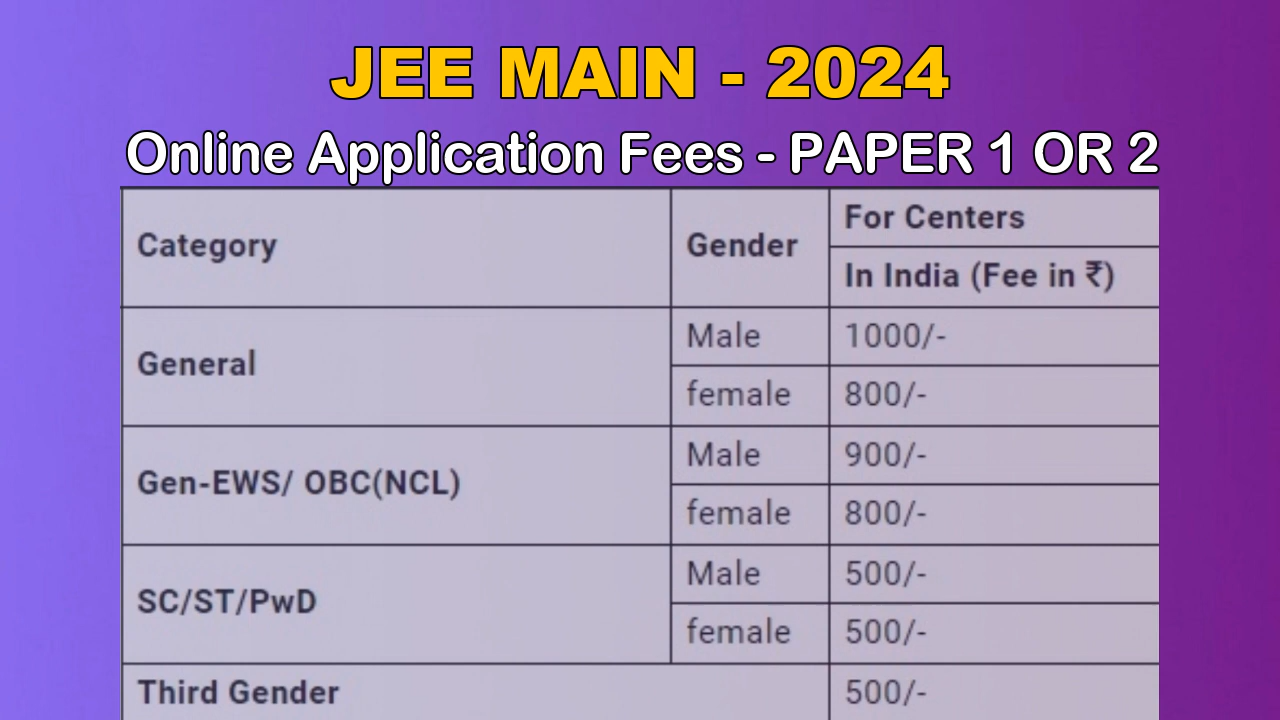 JEE MAIN - 2024
Online Application Fees - PAPER 1 OR 2
Category
Gender
For Centers
In India (Fee in ₹)
General
Male
1000/-
female
800/-
Gen-EWS/ OBC(NCL)
Male
900/-
female
800/-
SC/ST/PwD
Male
500/-
female
500/-
Third Gender
500/-